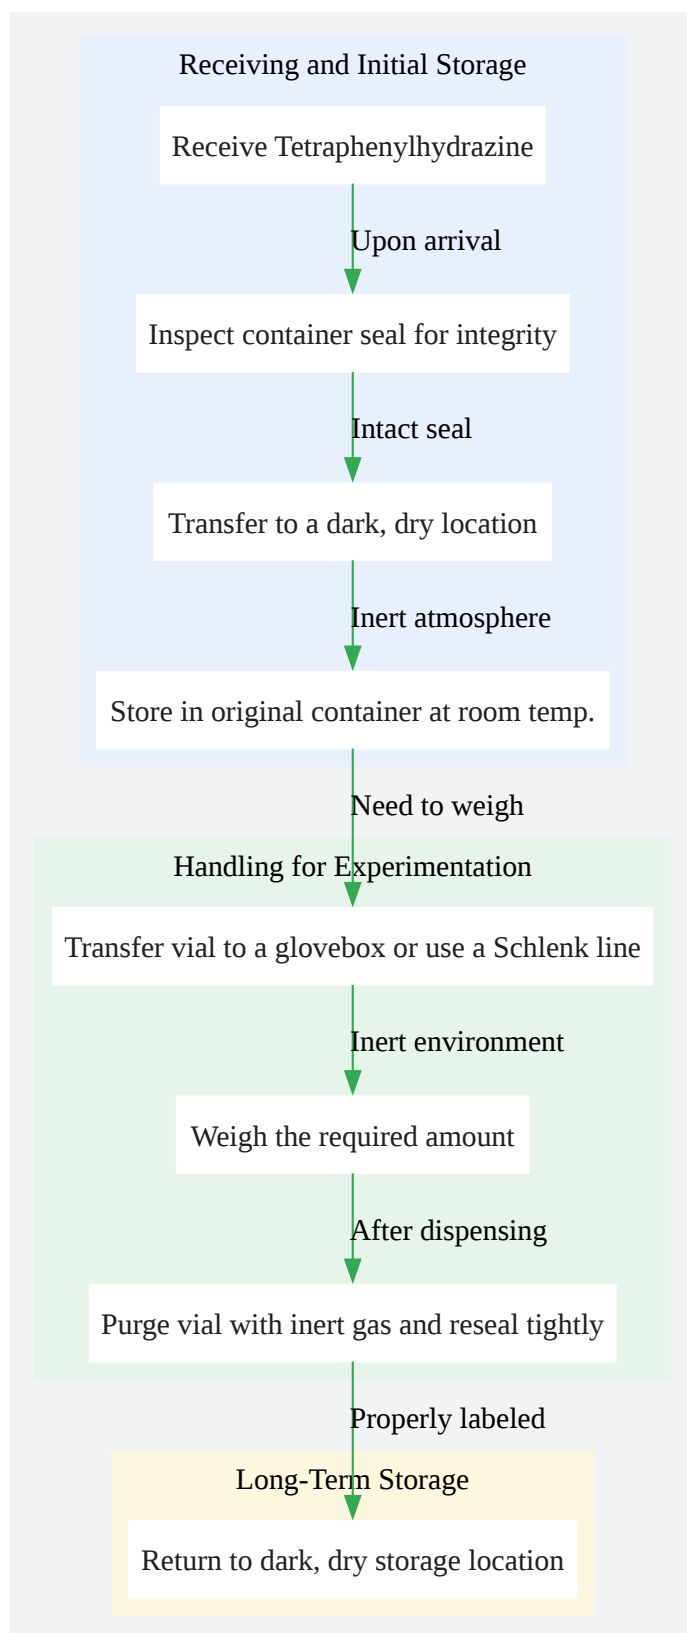 Receiving and Initial Storage
Receive Tetraphenylhydrazine
Upon arrival
Inspect container seal for integrity
Intact seal
Transfer to a dark, dry location
Inert atmosphere
Store in original container at room temp.
Need to weigh
Handling for Experimentation
Transfer vial to a glovebox or use a Schlenk line
Inert environment
Weigh the required amount
After dispensing
Purge vial with inert gas and reseal tightly
Properly labeled
Long-Term Storage
Return to dark, dry storage location